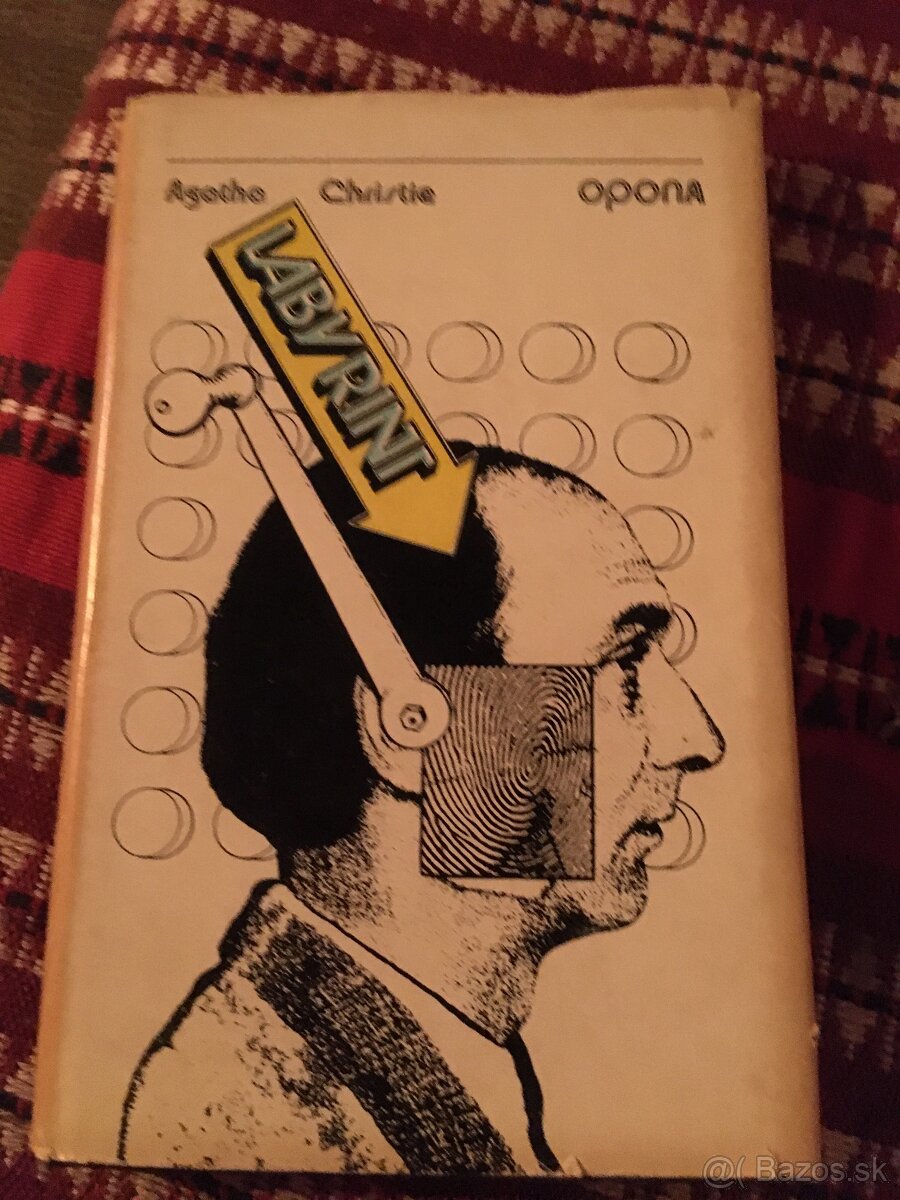 Agatha Christie OPONA
LABYRINT
@( Bazos.sk